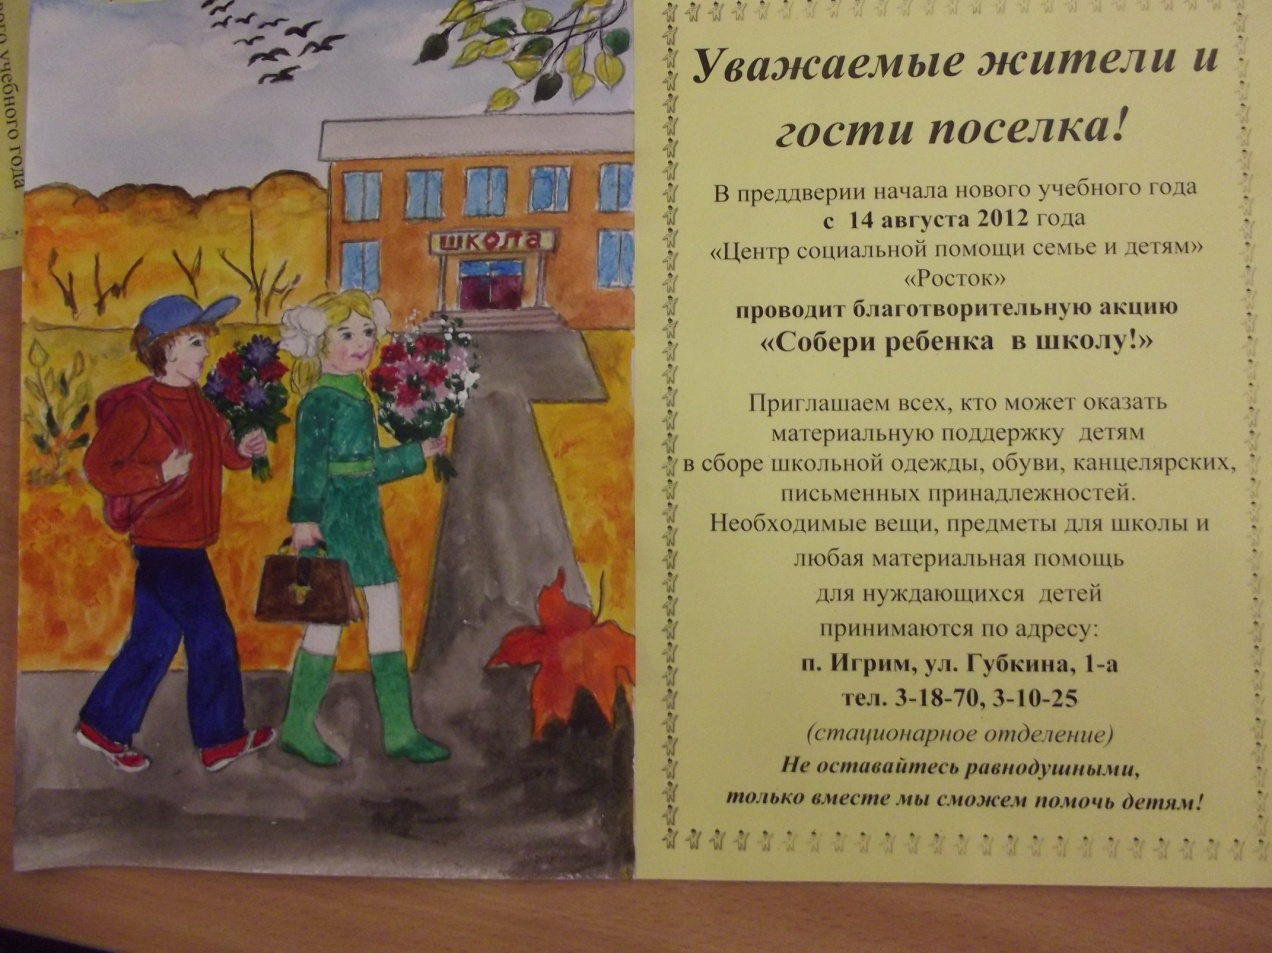 вого учебного года
школа
Уважаемые жители и
гости поселка!
В преддверии начала нового учебного года
с 14 августа 2012 года
«Центр социальной помощи семье и детям»
«Росток»
проводит благотворительную акцию
«Собери ребенка в школу!»
Приглашаем всех, кто может оказать
материальную поддержку детям
в сборе школьной одежды, обуви, канцелярских,
письменных принадлежностей.
Необходимые вещи, предметы для школы и
любая материальная помощь
для нуждающихся детей
принимаются по адресу:
п. Игрим, ул. Губкина, 1-а
тел. 3-18-70, 3-10-25
(стационарное отделение)
Не оставайтесь равнодушными,
только вместе мы сможем помочь детям!